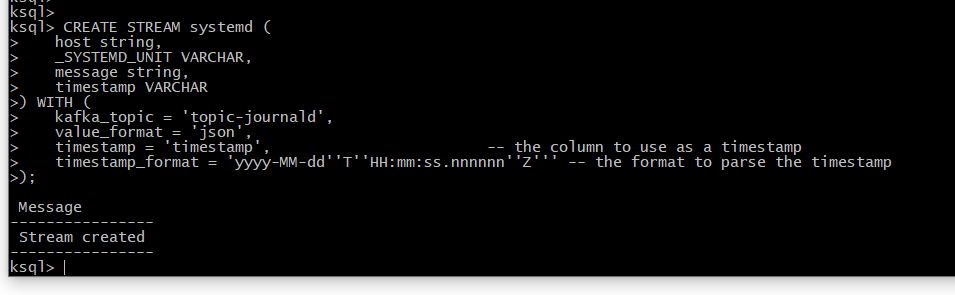 ksql>
ksql>
ksql> CREATE STREAM systemd (
>    host string,
>    _SYSTEMD_UNIT VARCHAR,
>    message string,
>    timestamp VARCHAR
>) WITH (
>    kafka_topic = 'topic-journald',
>    value_format = 'json',
>    timestamp = 'timestamp',                        -- the column to use as a timestamp
>    timestamp_format = 'yyyy-MM-dd''T''HH:mm:ss.nnnnnn''Z''' -- the format to parse the timestamp
>);
Message
----------------
Stream created
----------------
ksql>